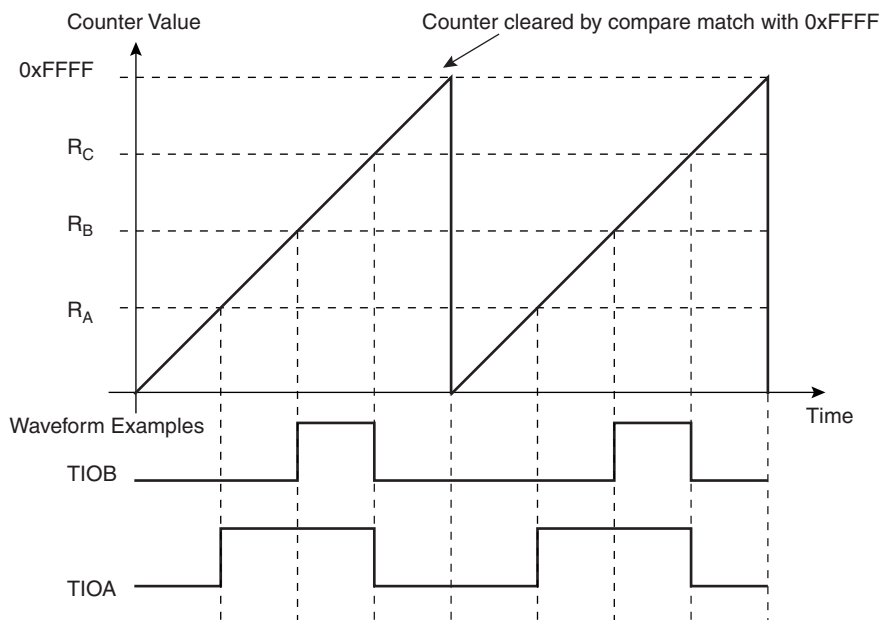 Counter Value
Counter cleared by compare match with 0xFFFF
0xFFFF
RC
RB
RA
Time
Waveform Examples
TIOB
TIOA